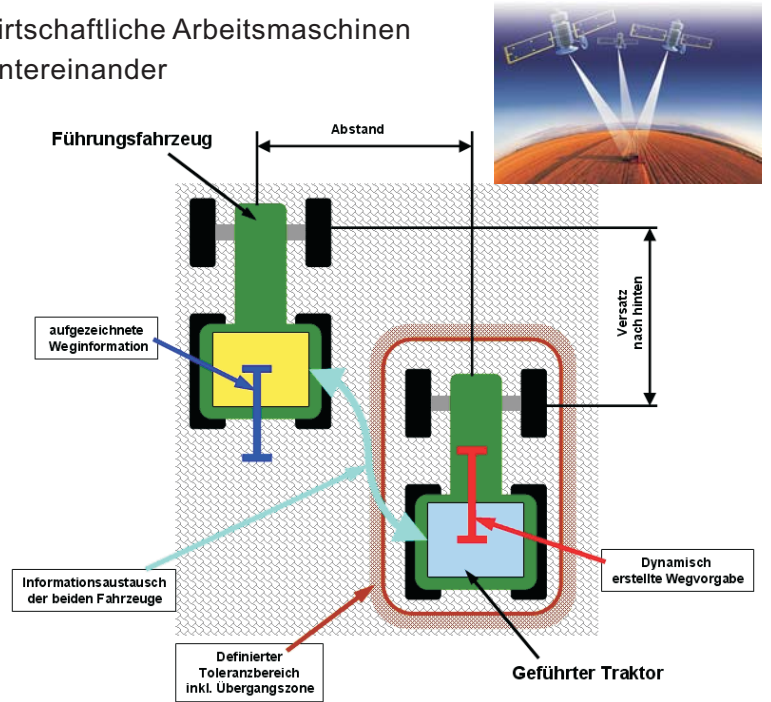 irtschaftliche Arbeitsmaschinen
ntereinander
Führungsfahrzeug
Abstand
Versatz
nach hinten
aufgezeichnete
Weginformation
Informationsaustausch
der beiden Fahrzeuge
Dynamisch
erstellte Wegvorgabe
Definierter
Toleranzbereich
inkl. Übergangszone
Geführter Traktor